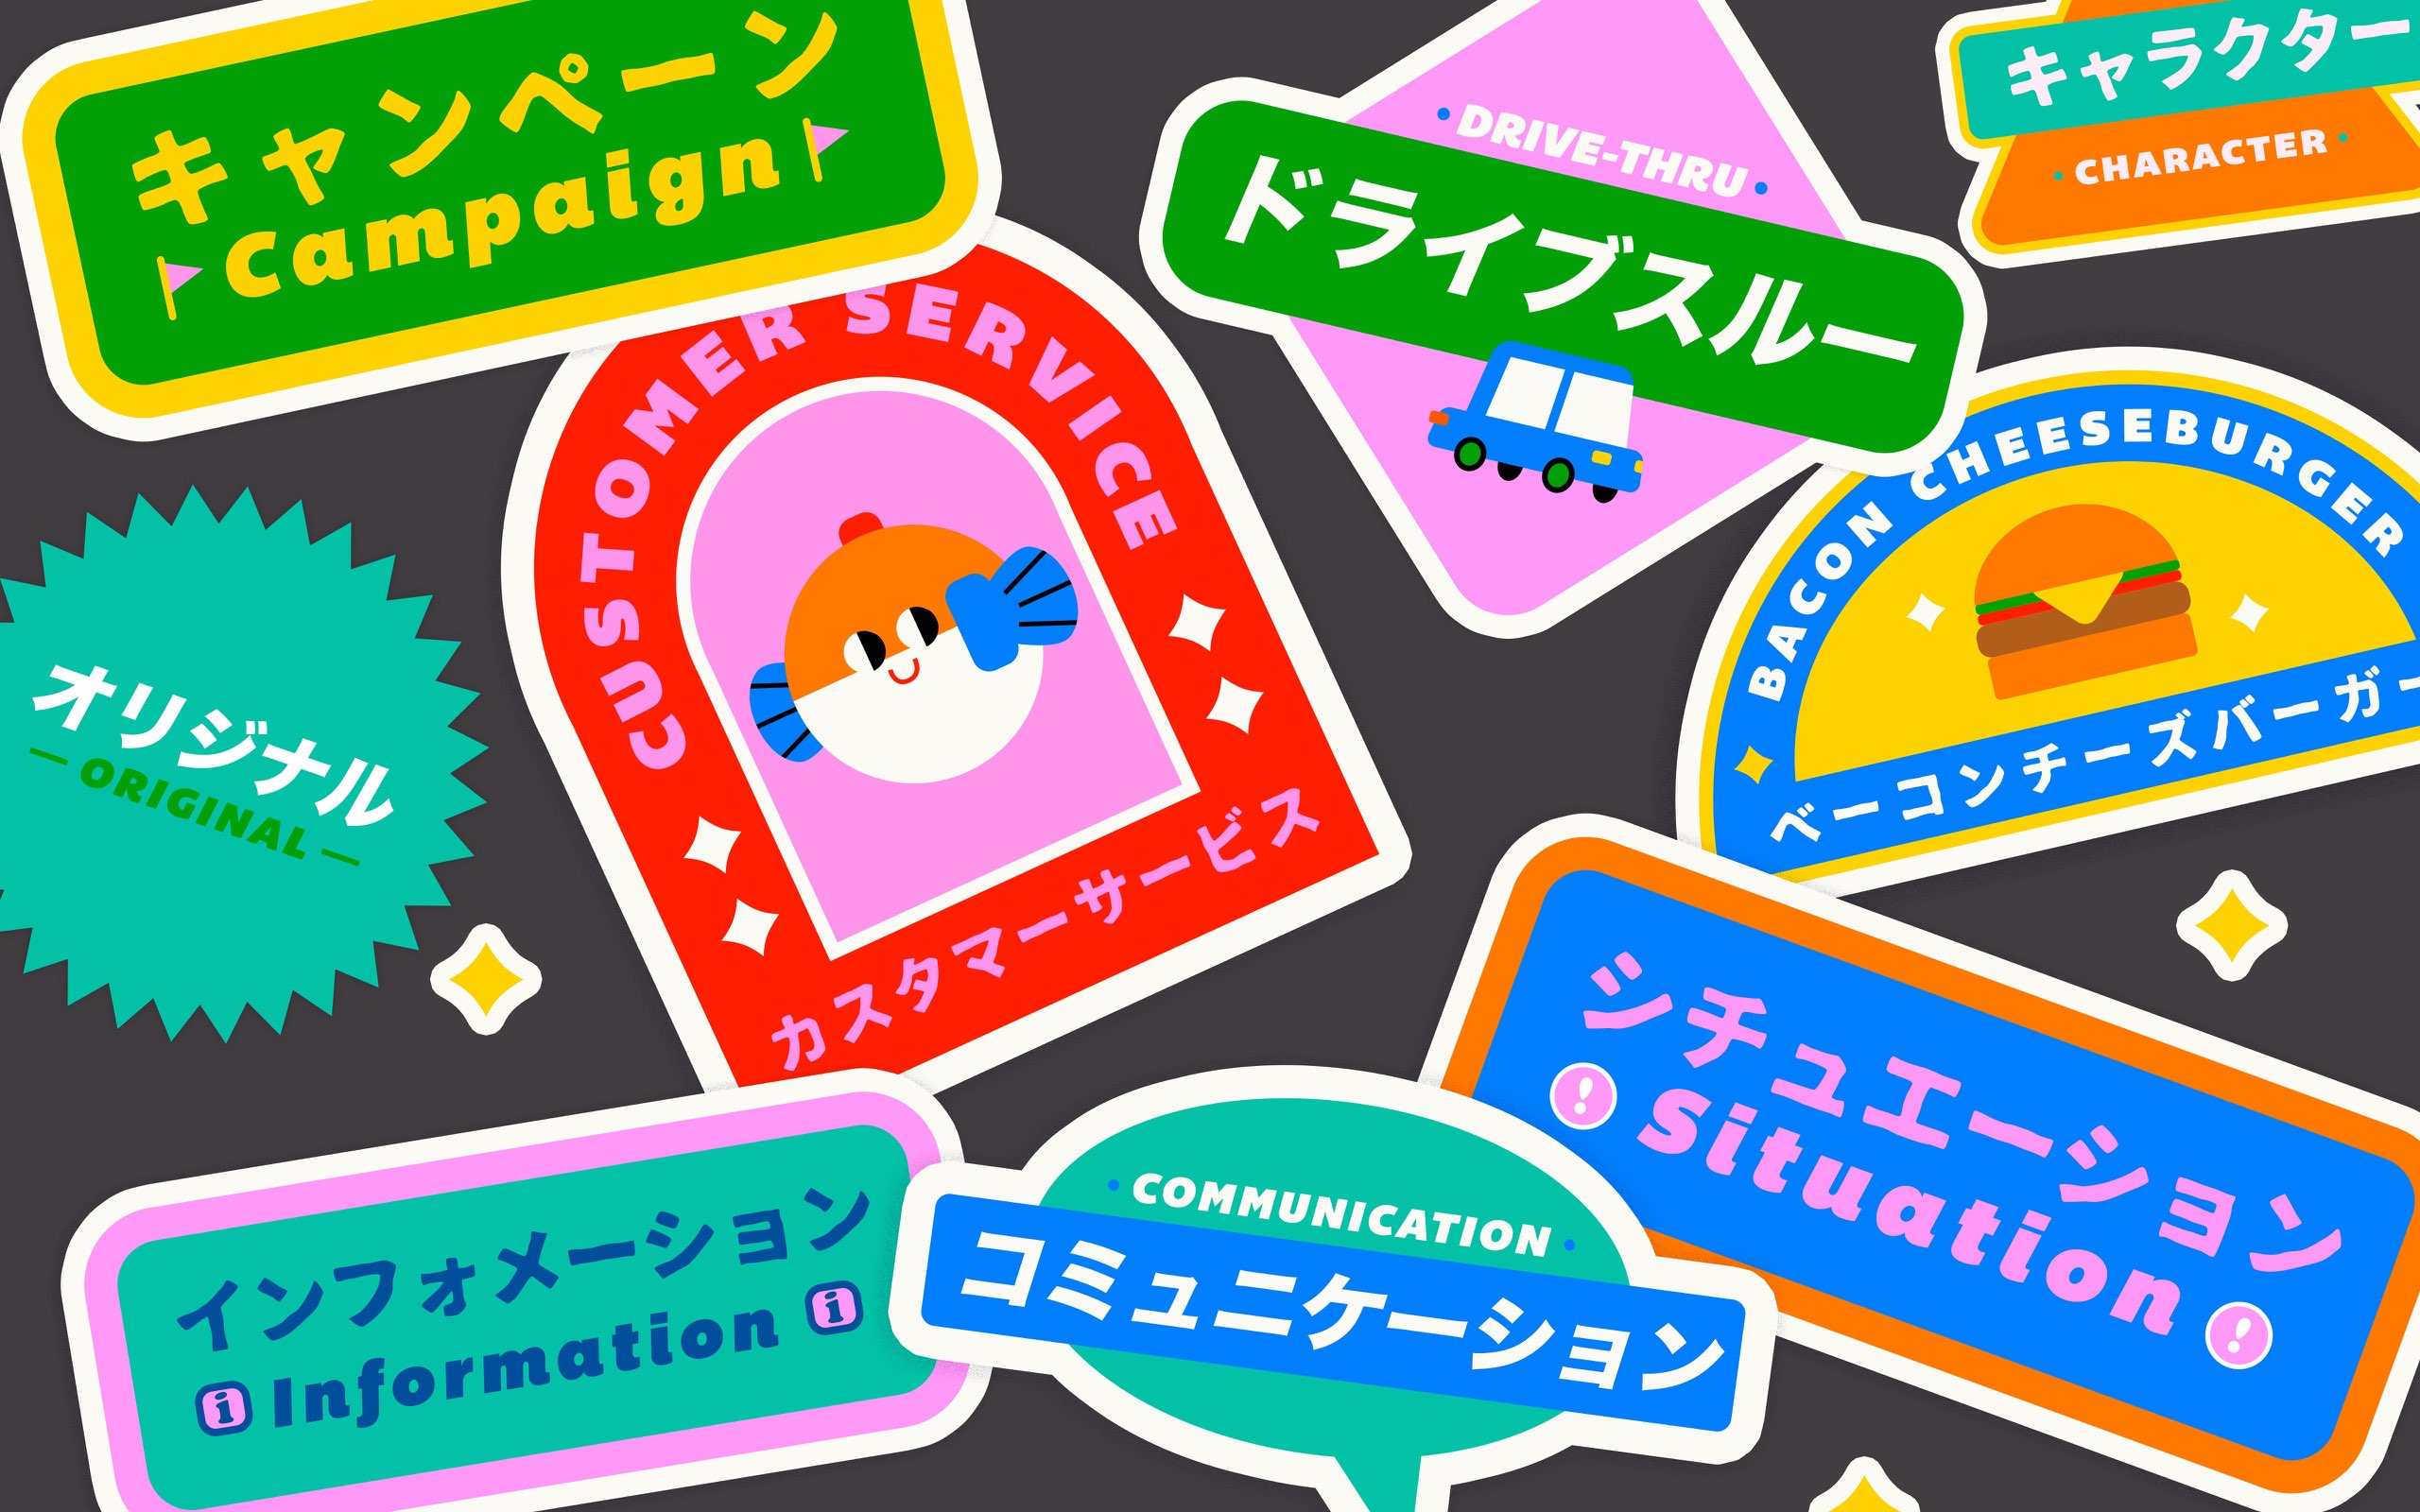 キャンペーン
Campaign
DRIVE-THRU
ドライブスルー
キャラクター
CHARACTER
CUSTOMER SERVICE
カスタマーサービス
BACON CHEESEBURGER
ベーコンチーズバーガー
オリジナル
ORIGINAL
シチュエーション
! Situation !
インフォメーション
i Information i
COMMUNICATION
コミュニケーション